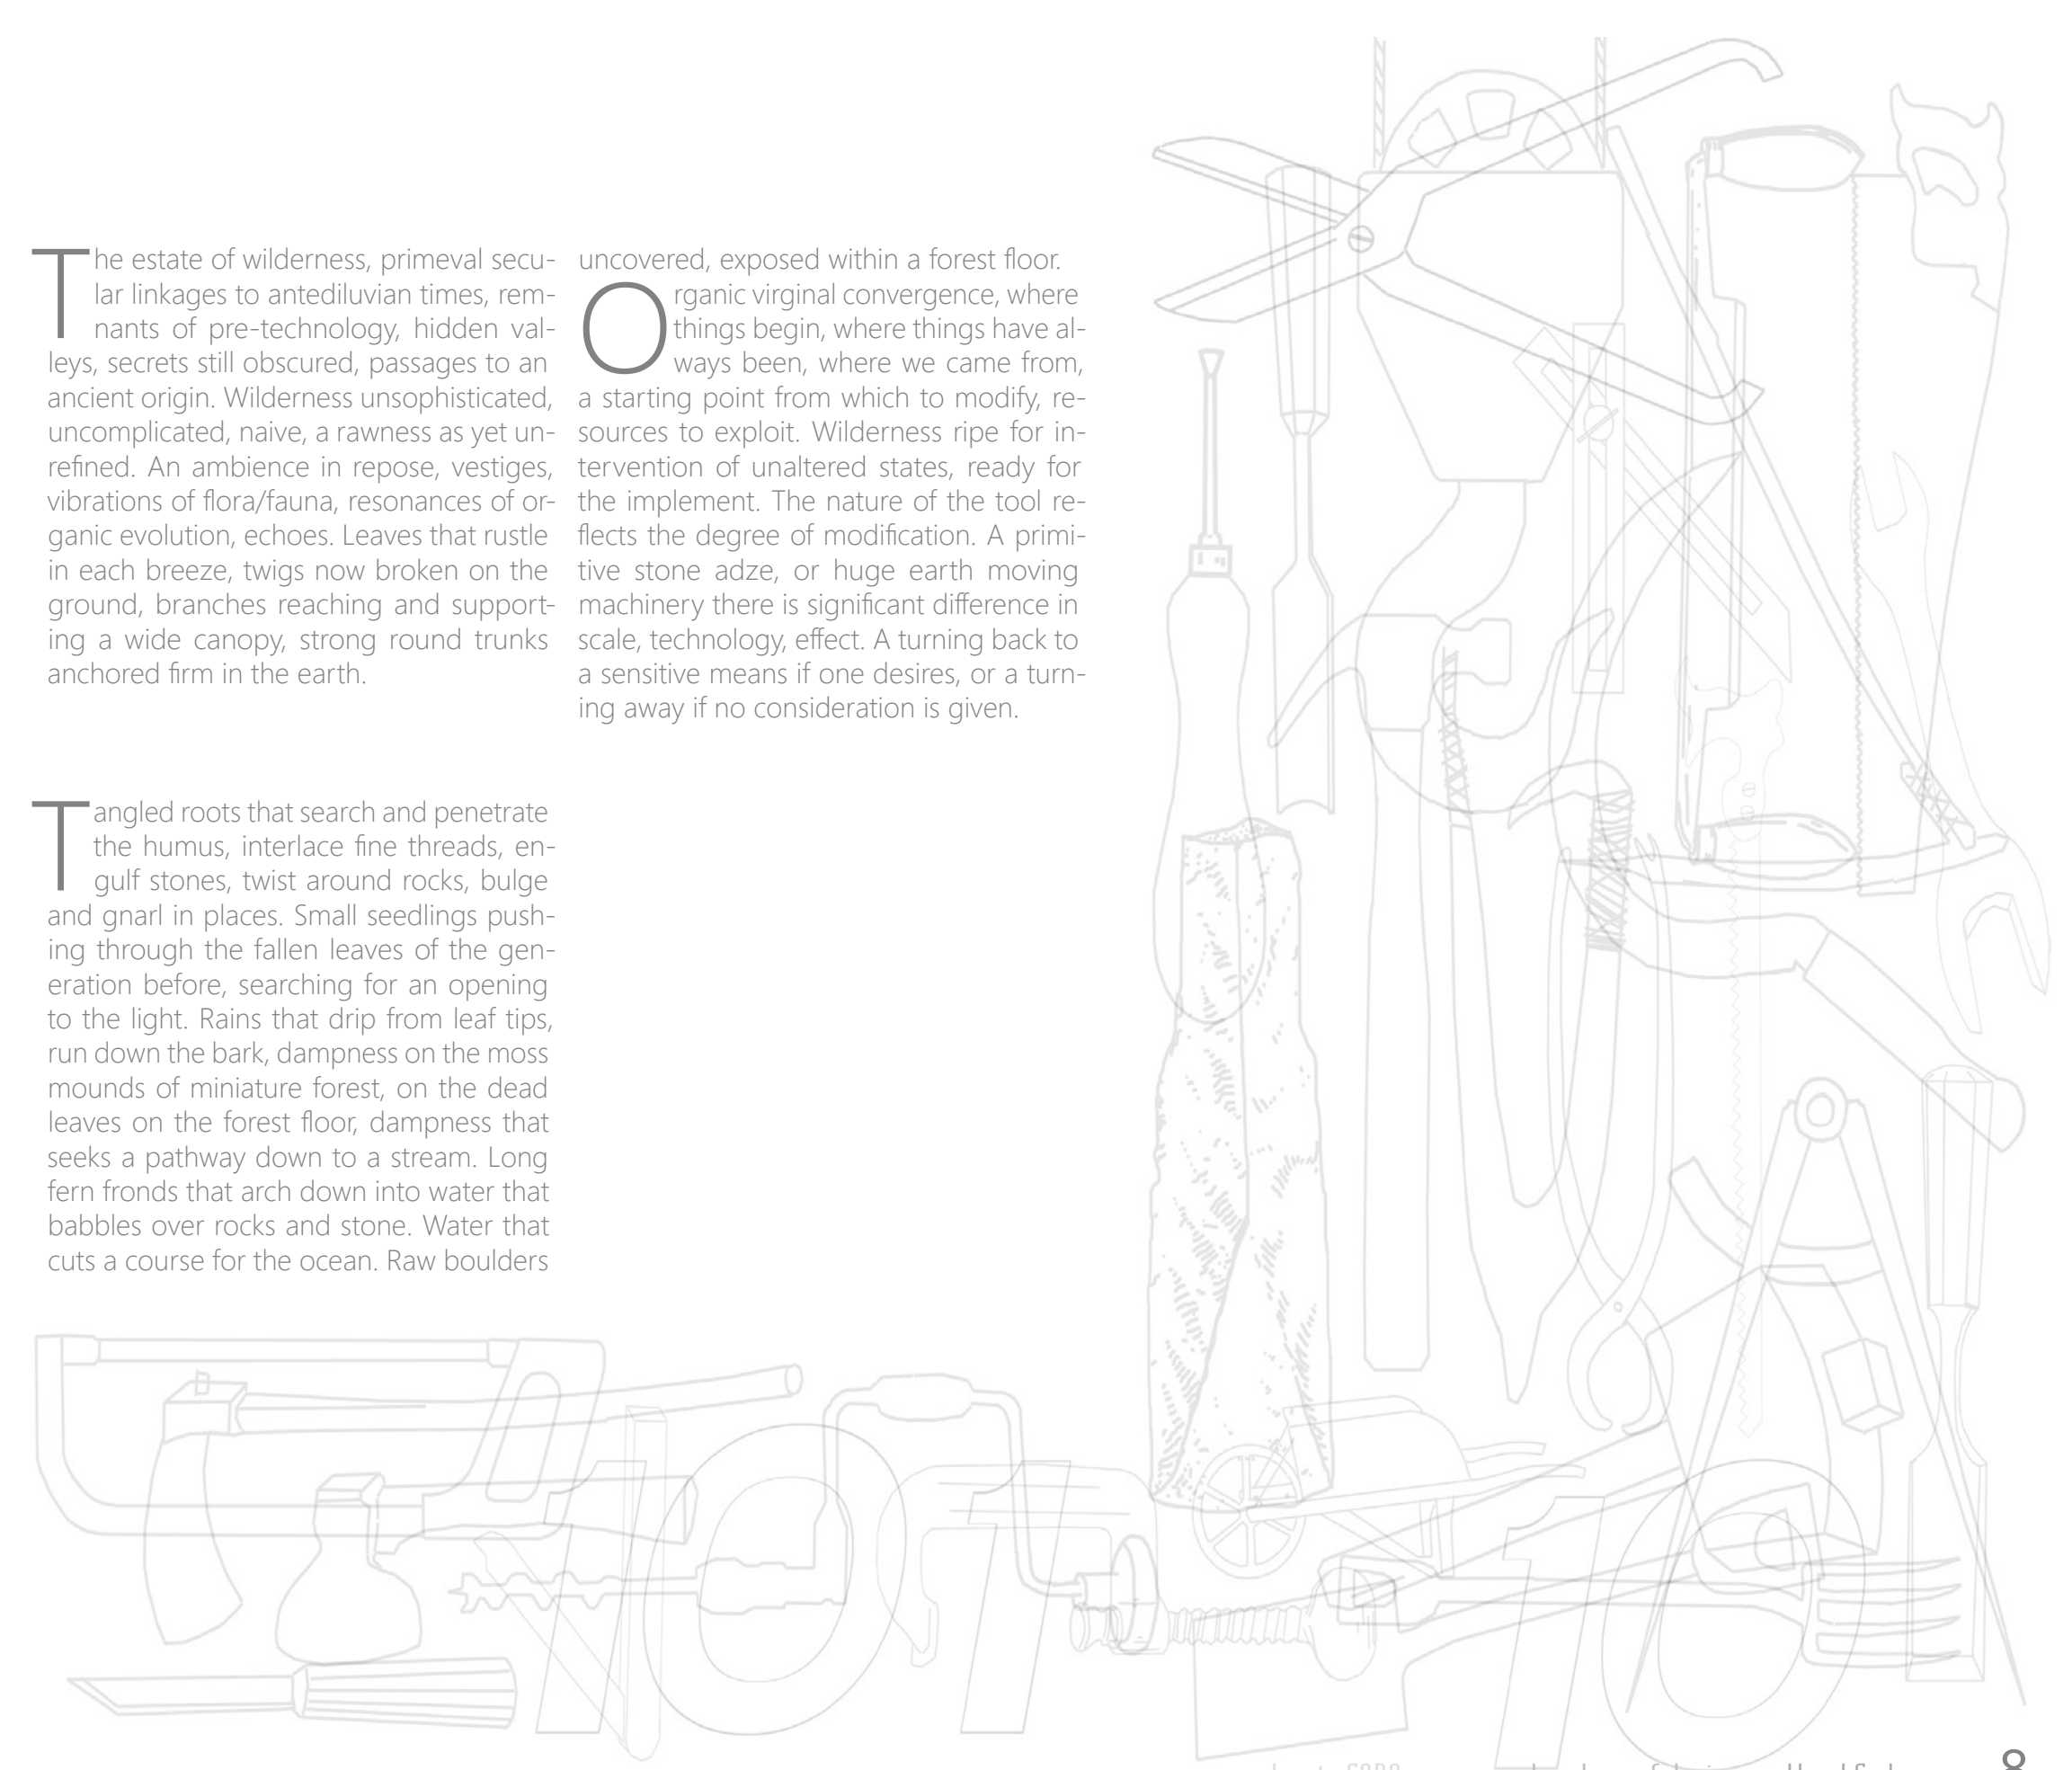 The estate of wilderness, primeval secu-
lar linkages to antediluvian times, rem-
nants of pre-technology, hidden val-
leys, secrets still obscured, passages to an
ancient origin. Wilderness unsophisticated,
uncomplicated, naive, a rawness as yet un-
refined. An ambience in repose, vestiges,
vibrations of flora/fauna, resonances of or-
ganic evolution, echoes. Leaves that rustle
in each breeze, twigs now broken on the
ground, branches reaching and support-
ing a wide canopy, strong round trunks
anchored firm in the earth.
Tangled roots that search and penetrate
the humus, interlace fine threads, en-
gulf stones, twist around rocks, bulge
and gnarl in places. Small seedlings push-
ing through the fallen leaves of the gen-
eration before, searching for an opening
to the light. Rains that drip from leaf tips,
run down the bark, dampness on the moss
mounds of miniature forest, on the dead
leaves on the forest floor, dampness that
seeks a pathway down to a stream. Long
fern fronds that arch down into water that
babbles over rocks and stone. Water that
cuts a course for the ocean. Raw boulders
uncovered, exposed within a forest floor.
Organic virginal convergence, where
things begin, where things have al-
ways been, where we came from,
a starting point from which to modify, re-
sources to exploit. Wilderness ripe for in-
tervention of unaltered states, ready for
the implement. The nature of the tool re-
flects the degree of modification. A primi-
tive stone adze, or huge earth moving
machinery there is significant difference in
scale, technology, effect. A turning back to
a sensitive means if one desires, or a turn-
ing away if no consideration is given.
101
10
8